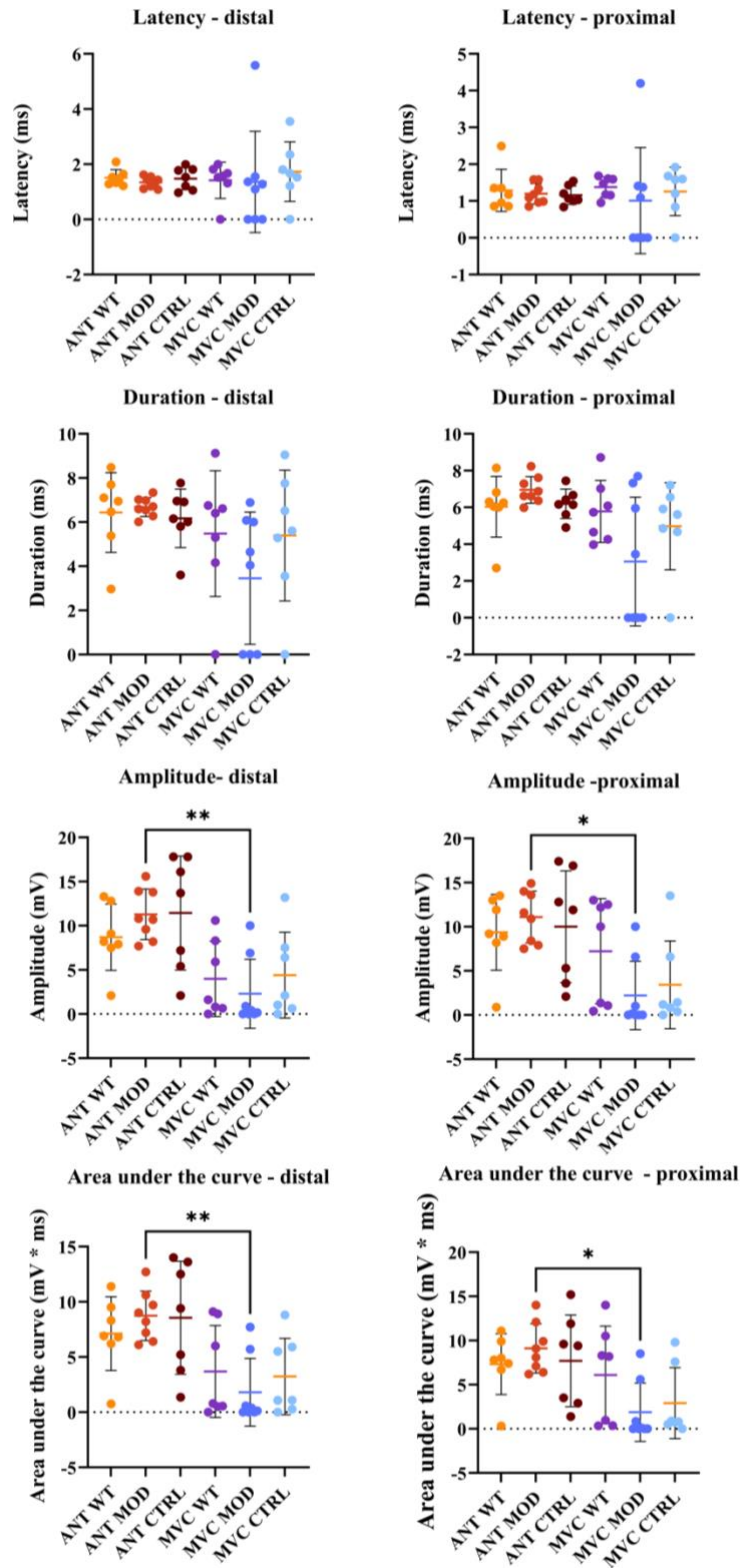 Latency - distal
Latency (ms)
6
4
2
0
-2
ANT WT
ANT MOD
ANT CTRL
MVC WT
MVC MOD
MVC CTRL
Latency - proximal
Latency (ms)
5
4
3
2
1
0
-1
ANT WT
ANT MOD
ANT CTRL
MVC WT
MVC MOD
MVC CTRL
Duration - distal
Duration (ms)
10
8
6
4
2
0
ANT WT
ANT MOD
ANT CTRL
MVC WT
MVC MOD
MVC CTRL
Duration - proximal
Duration (ms)
10
8
6
4
2
0
-2
ANT WT
ANT MOD
ANT CTRL
MVC WT
MVC MOD
MVC CTRL
Amplitude- distal
**
Amplitude (mV)
20
15
10
5
0
-5
ANT WT
ANT MOD
ANT CTRL
MVC WT
MVC MOD
MVC CTRL
Amplitude -proximal
*
Amplitude (mV)
20
15
10
5
0
-5
ANT WT
ANT MOD
ANT CTRL
MVC WT
MVC MOD
MVC CTRL
Area under the curve - distal
**
Area under the curve (mV * ms)
15
10
5
0
-5
ANT WT
ANT MOD
ANT CTRL
MVC WT
MVC MOD
MVC CTRL
Area under the curve - proximal
*
Area under the curve (mV * ms)
20
15
10
5
0
-5
ANT WT
ANT MOD
ANT CTRL
MVC WT
MVC MOD
MVC CTRL